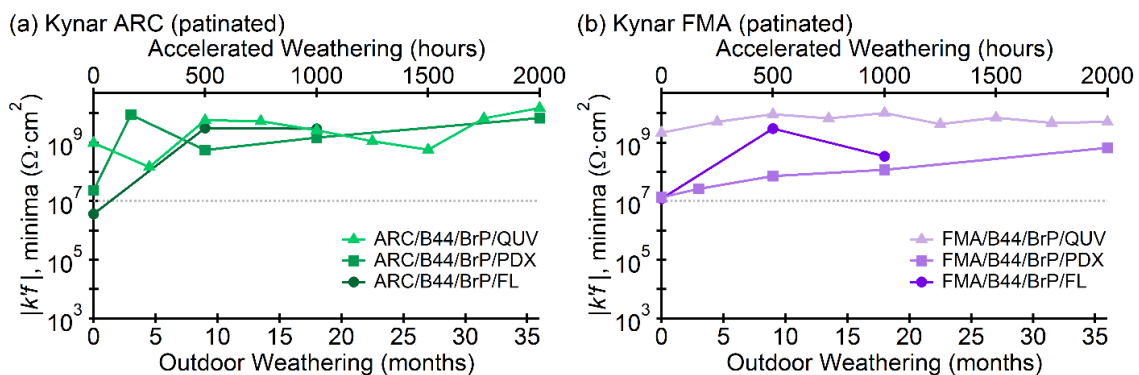 (a) Kynar ARC (patinated)
Accelerated Weathering (hours)
0 500 1000 1500 2000
|k'f|, minima (Ω·cm²)
10⁹
10⁷
10⁵
10³
ARC/B44/BrP/QUV
ARC/B44/BrP/PDX
ARC/B44/BrP/FL
0 5 10 15 20 25 30 35
Outdoor Weathering (months)
(b) Kynar FMA (patinated)
Accelerated Weathering (hours)
0 500 1000 1500 2000
|k'f|, minima (Ω·cm²)
10⁹
10⁷
10⁵
10³
FMA/B44/BrP/QUV
FMA/B44/BrP/PDX
FMA/B44/BrP/FL
0 5 10 15 20 25 30 35
Outdoor Weathering (months)